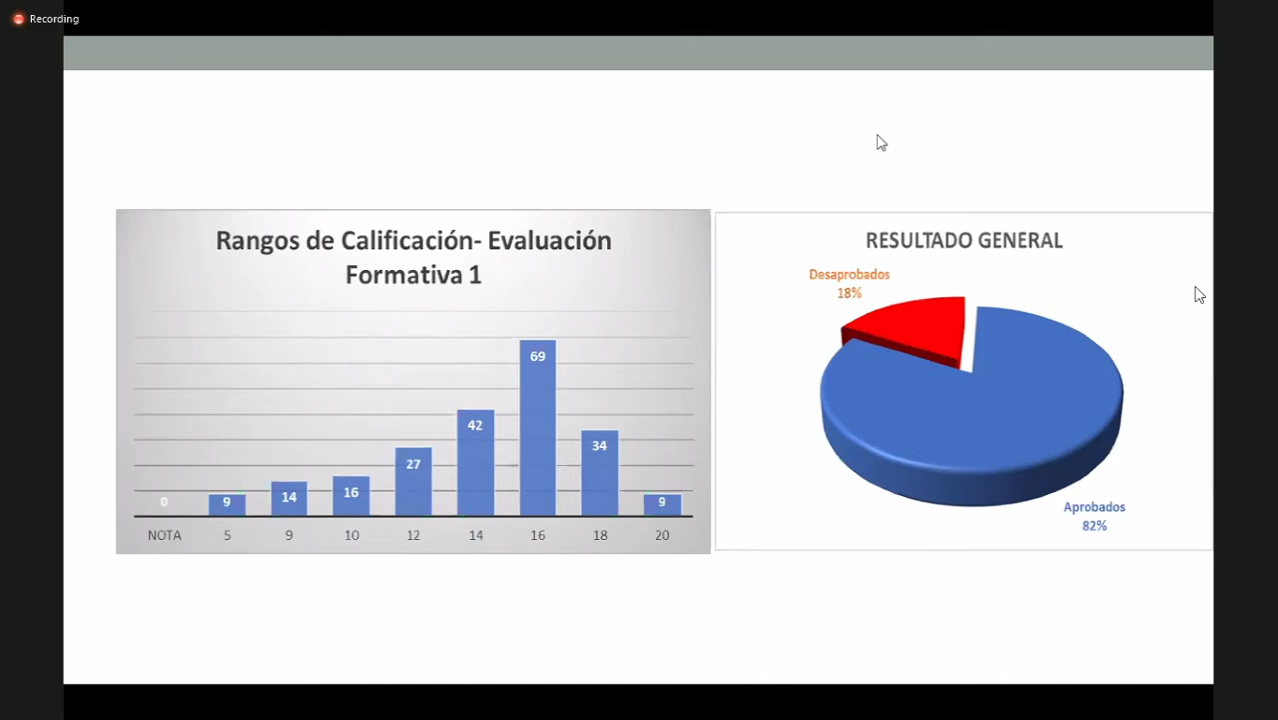 Recording
Rangos de Calificación- Evaluación
Formativa 1
0
9
14
16
27
42
69
34
9
NOTA 5 9 10 12 14 16 18 20
RESULTADO GENERAL
Desaprobados
18%
Aprobados
82%